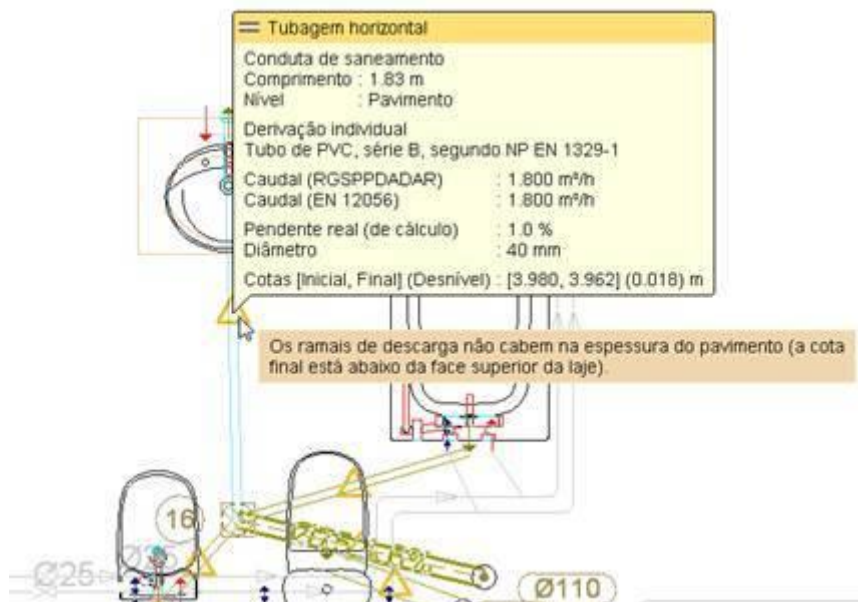 Tubagem horizontal
Conduta de saneamento
Comprimento : 1.83 m
Nível : Pavimento
Derivação individual
Tubo de PVC, série B, segundo NP EN 1329-1
Caudal (RGSPPDADAR) : 1.800 m³/h
Caudal (EN 12056) : 1.800 m³/h
Pendente real (de cálculo) : 1.0 %
Diâmetro : 40 mm
Cotas [Inicial, Final] (Desnível) : [3.980, 3.962] (0.018) m
Os ramais de descarga não cabem na espessura do pavimento (a cota
final está abaixo da face superior da laje).
16
Ø25
Ø110